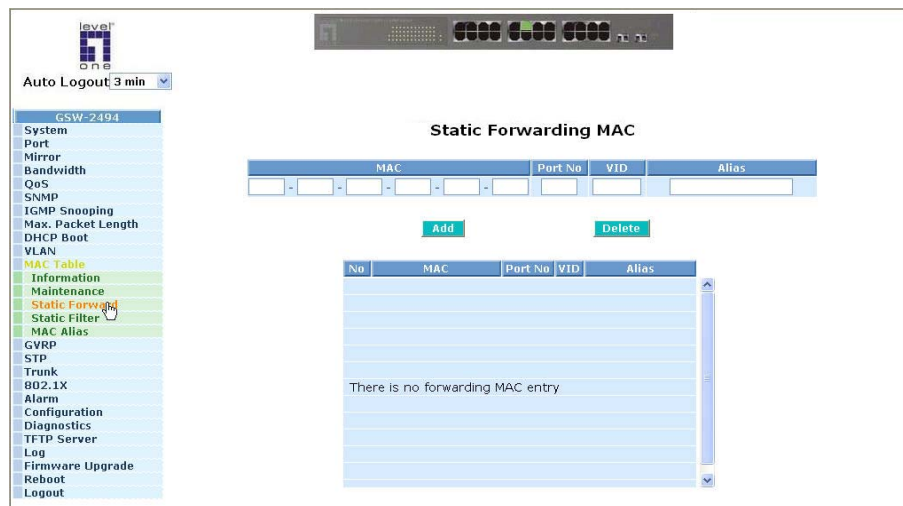 level
one
Auto Logout 3 min
GSW-2494
System
Port
Mirror
Bandwidth
QoS
SNMP
IGMP Snooping
Max. Packet Length
DHCP Boot
VLAN
MAC Table
Information
Maintenance
Static Forward
Static Filter
MAC Alias
GVRP
STP
Trunk
802.1X
Alarm
Configuration
Diagnostics
TFTP Server
Log
Firmware Upgrade
Reboot
Logout
Static Forwarding MAC
MAC Port No VID Alias
- - - - -
Add Delete
No MAC Port No VID Alias
There is no forwarding MAC entry